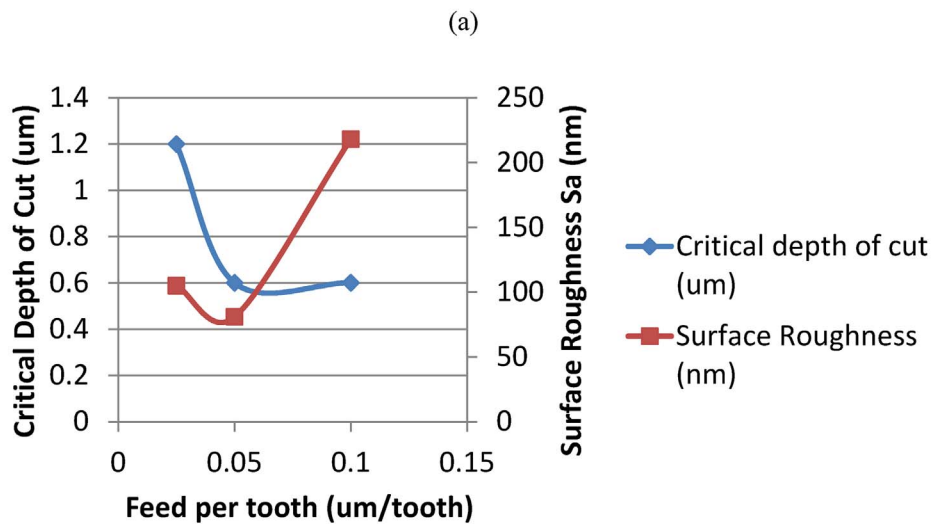 (a)
Critical Depth of Cut (um)
1.4
1.2
1
0.8
0.6
0.4
0.2
0
250
200
150
100
50
0
Surface Roughness Sa (nm)
0
0.05
0.1
0.15
Feed per tooth (um/tooth)
Critical depth of cut
(um)
Surface Roughness
(nm)